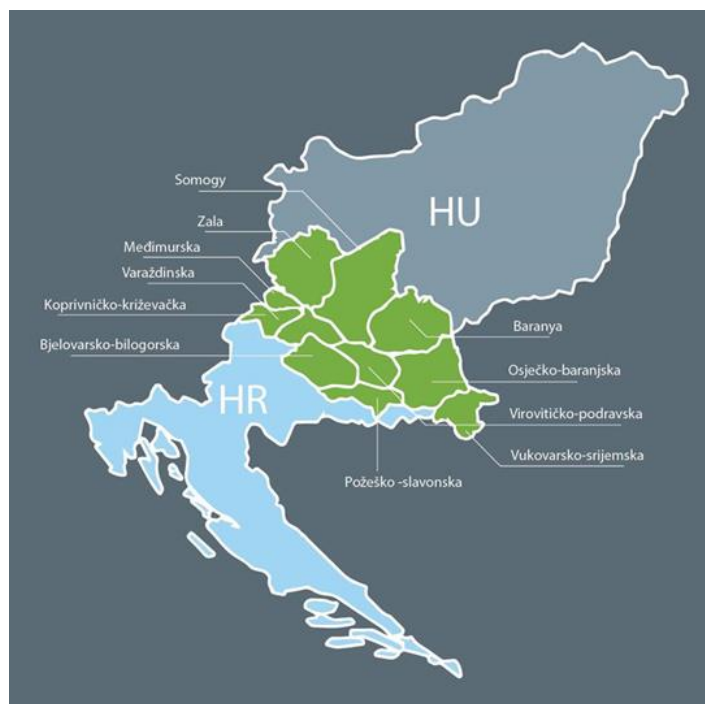 Somogy
HU
Zala
Međimurska
Varaždinska
Koprivničko-križevačka
Baranya
Bjelovarsko-bilogorska
Osječko-baranjska
HR
Virovitičko-podravska
Vukovarsko-srijemska
Požeško -slavonska